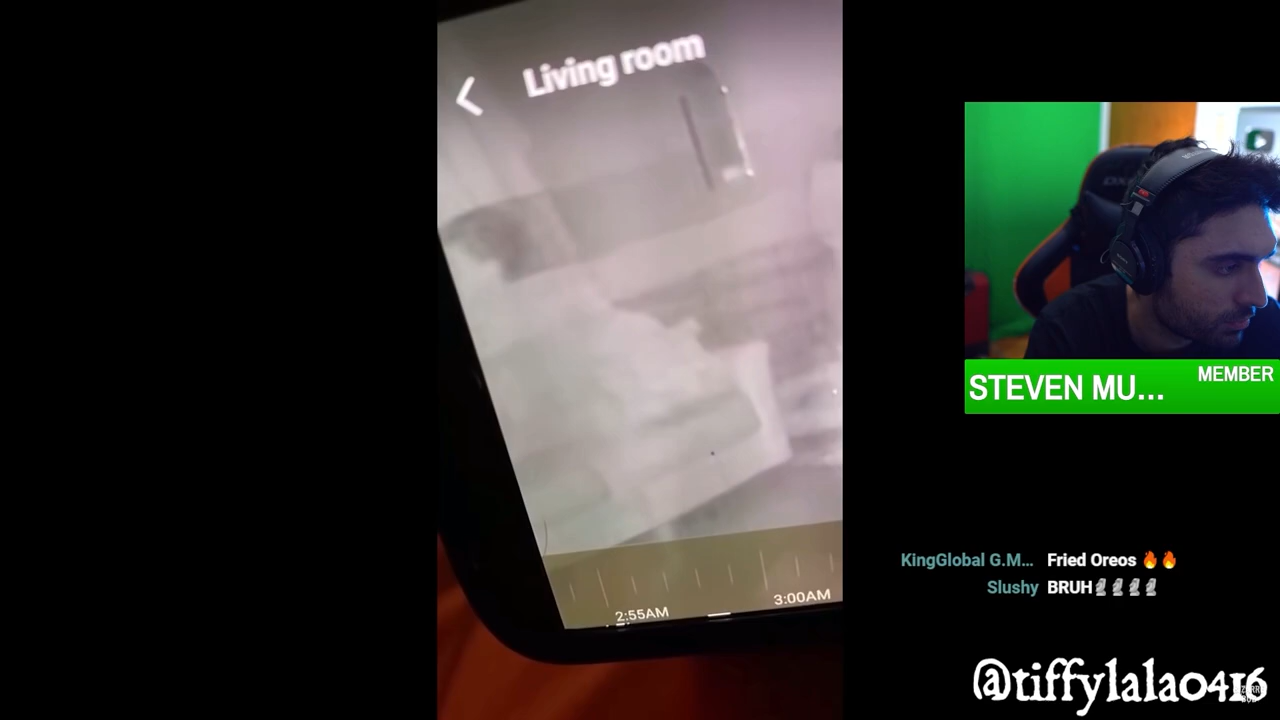 Living room
2:55AM
3:00AM
STEVEN MU...
MEMBER
KingGlobal G.M... Fried Oreos 🔥🔥
Slushy BRUH🗿🗿🗿🗿
@tiffylala0416